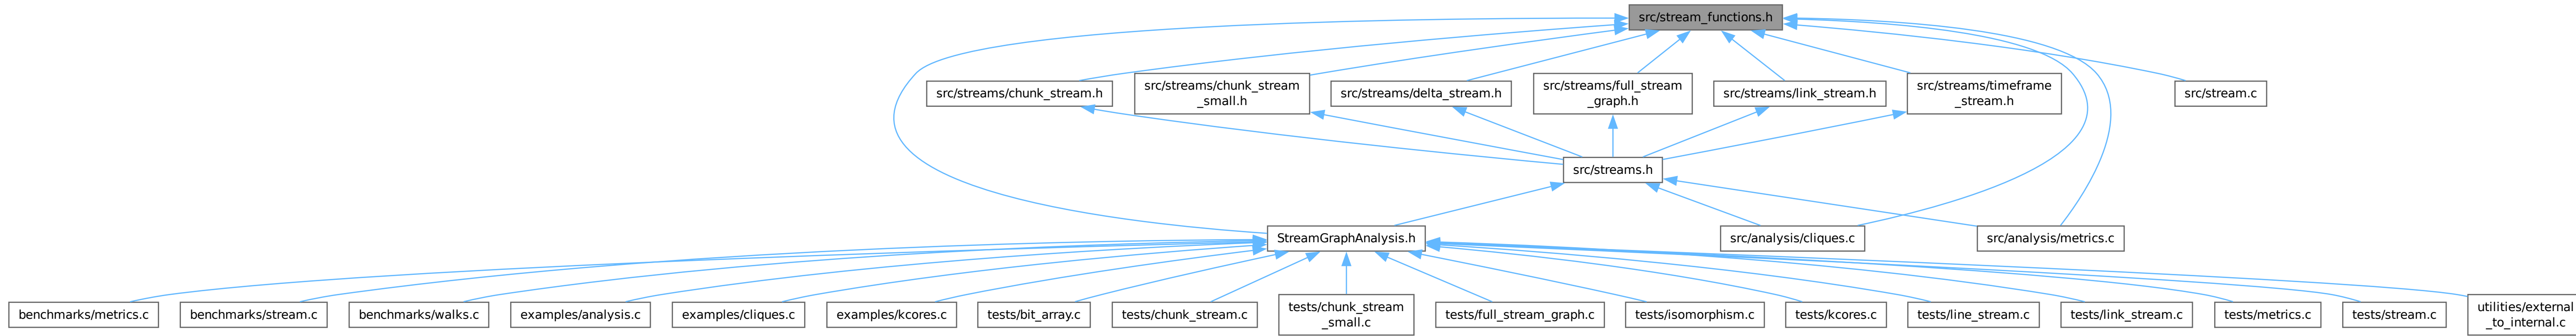 src/stream_functions.h
src/streams/chunk_stream.h
src/streams/chunk_stream
_small.h
src/streams/delta_stream.h
src/streams/full_stream
_graph.h
src/streams/link_stream.h
src/streams/timeframe
_stream.h
src/stream.c
src/streams.h
StreamGraphAnalysis.h
src/analysis/cliques.c
src/analysis/metrics.c
benchmarks/metrics.c
benchmarks/stream.c
benchmarks/walks.c
examples/analysis.c
examples/cliques.c
examples/kcores.c
tests/bit_array.c
tests/chunk_stream.c
tests/chunk_stream
_small.c
tests/full_stream_graph.c
tests/isomorphism.c
tests/kcores.c
tests/line_stream.c
tests/link_stream.c
tests/metrics.c
tests/stream.c
utilities/external
_to_internal.c